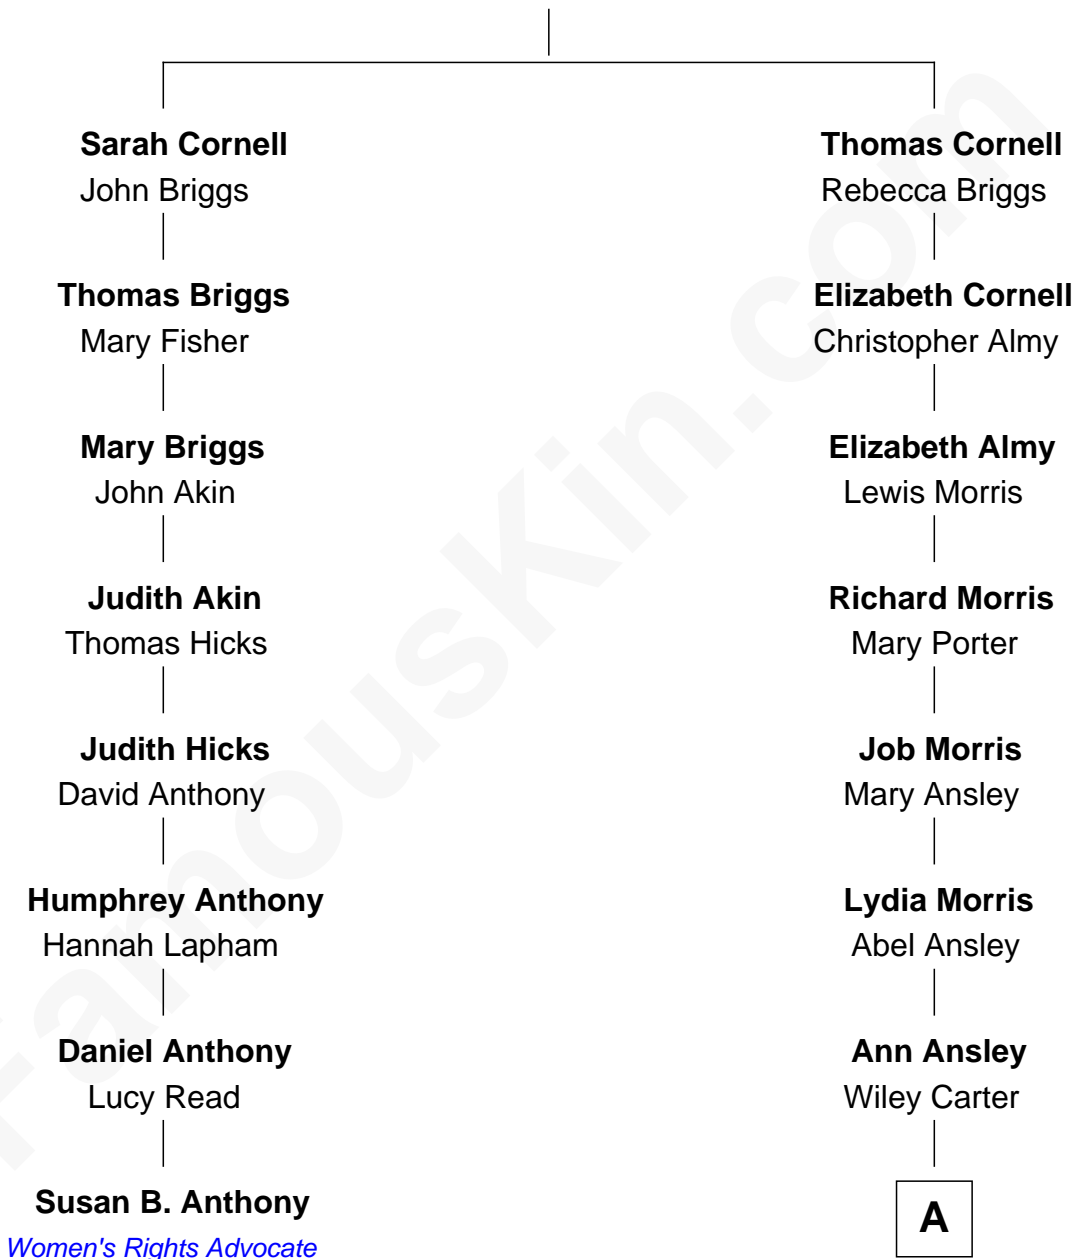 Sarah Cornell
John Briggs
Thomas Cornell
Rebecca Briggs
Thomas Briggs
Mary Fisher
Elizabeth Cornell
Christopher Almy
Mary Briggs
John Akin
Elizabeth Almy
Lewis Morris
Judith Akin
Thomas Hicks
Richard Morris
Mary Porter
Judith Hicks
David Anthony
Job Morris
Mary Ansley
Humphrey Anthony
Hannah Lapham
Lydia Morris
Abel Ansley
Daniel Anthony
Lucy Read
Ann Ansley
Wiley Carter
Susan B. Anthony
Women's Rights Advocate
A
FamousKin.com